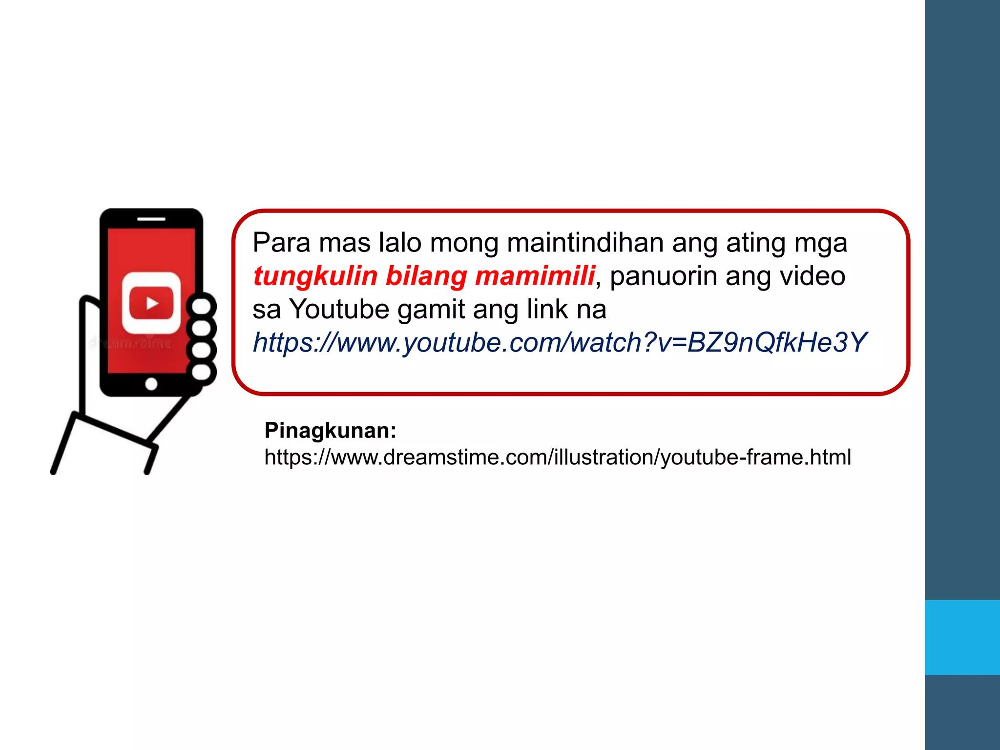 Para mas lalo mong maintindihan ang ating mga
tungkulin bilang mamimili, panuorin ang video
sa Youtube gamit ang link na
https://www.youtube.com/watch?v=BZ9nQfkHe3Y
dreamstime.
Pinagkunan:
https://www.dreamstime.com/illustration/youtube-frame.html